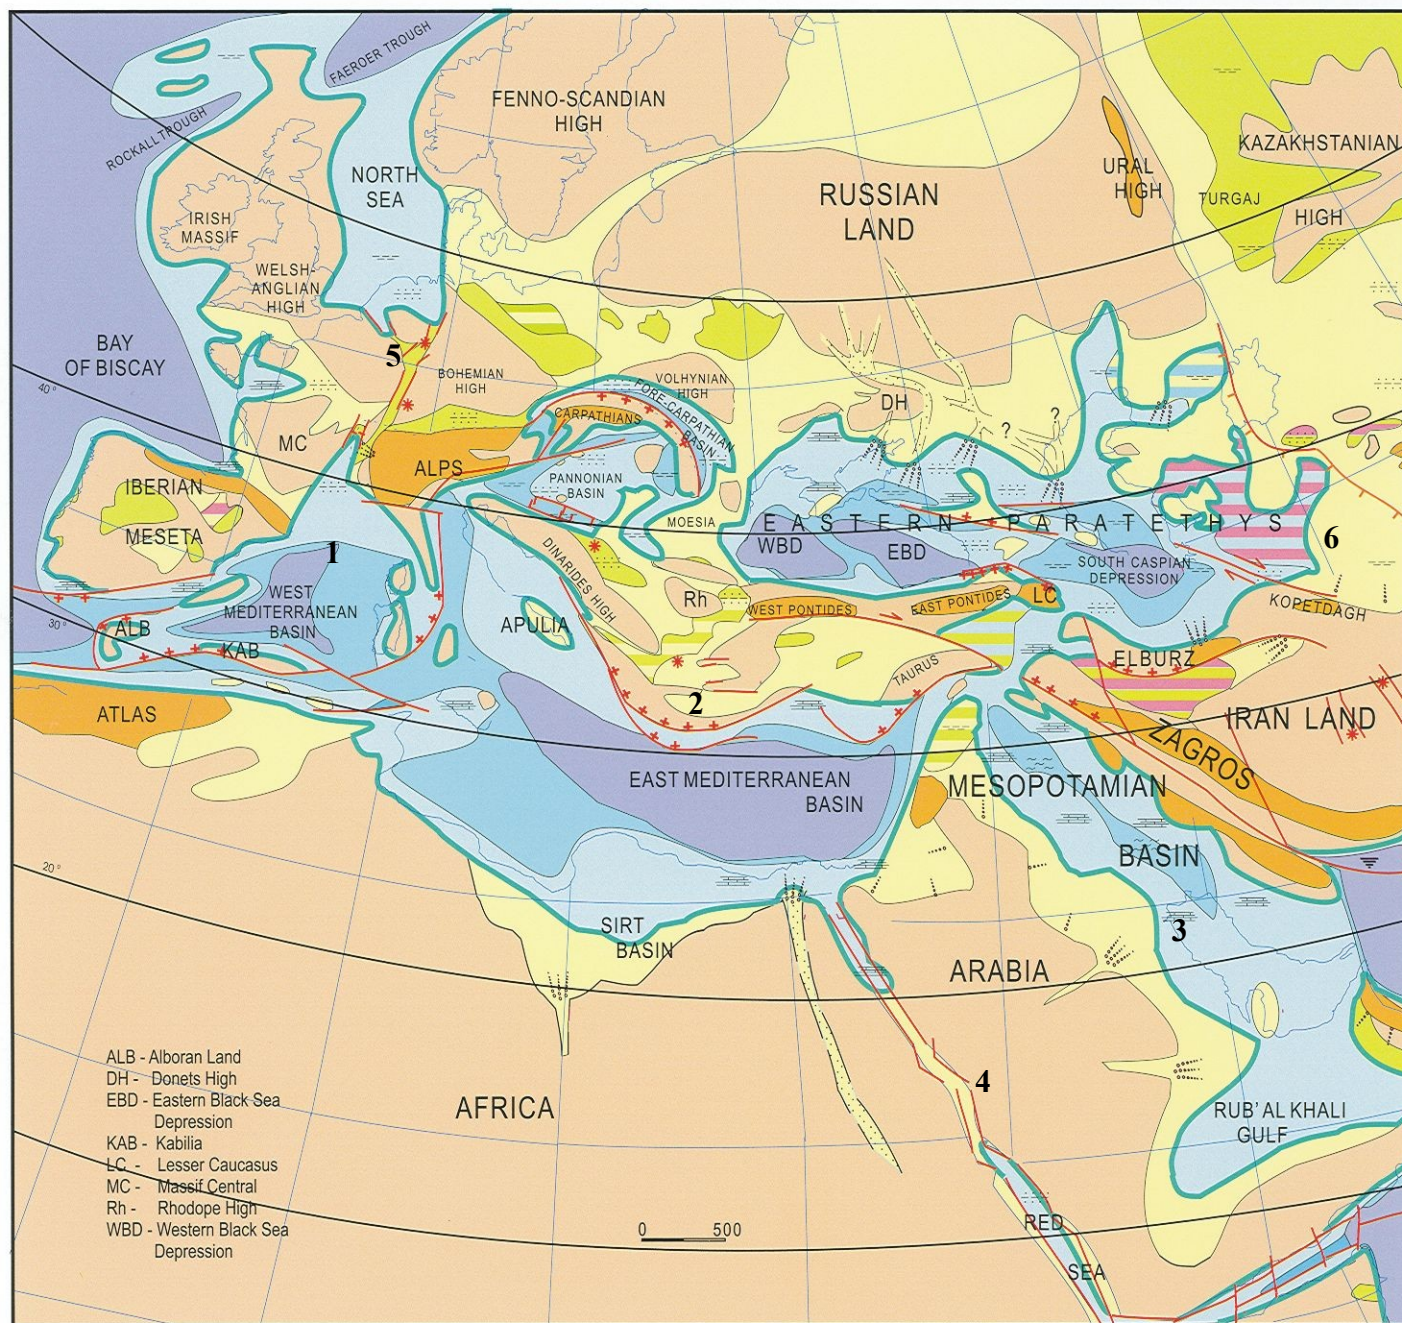 FAEROER TROUGH
ROCKALL TROUGH
FENNO-SCANDIAN
HIGH
NORTH
SEA
RUSSIAN
LAND
URAL
HIGH
KAZAKHSTANIAN
TURGAJ
HIGH
IRISH
MASSIF
WELSH-
ANGLIAN
HIGH
BAY
OF BISCAY
5
BOHEMIAN
HIGH
VOLHYNIAN
HIGH
FORE-CARPATHIAN
BASIN
CARPATHIANS
DH
?
?
40°
MC
ALPS
IBERIAN
MESETA
PANNONIAN
BASIN
MOESIA
EASTERN PARATETHYS
WBD
EBD
SOUTH CASPIAN
DEPRESSION
6
1
WEST
MEDITERRANEAN
BASIN
DINARIDES HIGH
Rh
WEST PONTIDES
EAST PONTIDES
LC
KOPETDAGH
30°
ALB
KAB
APULIA
TAURUS
ELBURZ
2
ATLAS
IRAN LAND
ZAGROS
EAST MEDITERRANEAN
BASIN
MESOPOTAMIAN
BASIN
20°
SIRT
BASIN
3
ARABIA
4
AFRICA
RUB' AL KHALI
GULF
RED
SEA
ALB - Alboran Land
DH - Donets High
EBD - Eastern Black Sea
Depression
KAB - Kabilia
LC - Lesser Caucasus
MC - Massif Central
Rh - Rhodope High
WBD - Western Black Sea
Depression
0 500